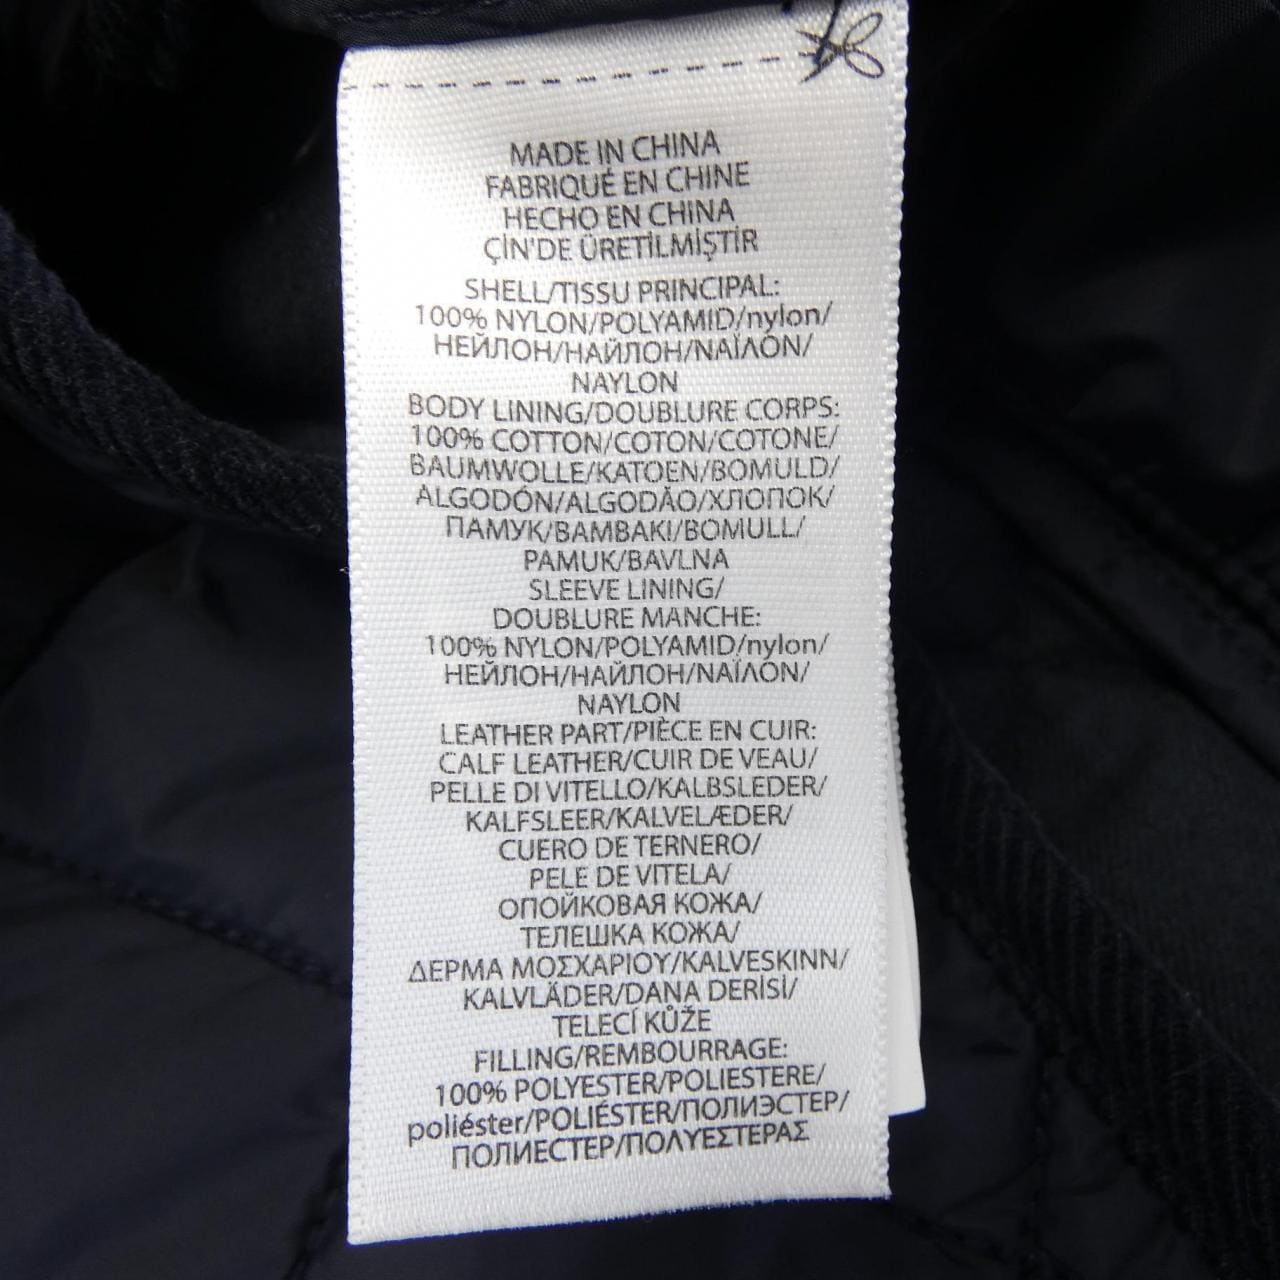 MADE IN CHINA
FABRIQUÉ EN CHINE
HECHO EN CHINA
ÇİN'DE ÜRETİLMİŞTİR
SHELL/TISSU PRINCIPAL:
100% NYLON/POLYAMID/nylon/
НЕЙЛОН/НАЙЛОН/ΝΑΪΛΟΝ/
NAYLON
BODY LINING/DOUBLURE CORPS:
100% COTTON/COTON/COTONE/
BAUMWOLLE/KATOEN/BOMULD/
ALGODÓN/ALGODÃO/ХЛОПОК/
ПАМУК/ΒΑΜΒΑΚΙ/BOMULL/
PAMUK/BAVLNA
SLEEVE LINING/
DOUBLURE MANCHE:
100% NYLON/POLYAMID/nylon/
НЕЙЛОН/НАЙЛОН/ΝΑΪΛΟΝ/
NAYLON
LEATHER PART/PIÈCE EN CUIR:
CALF LEATHER/CUIR DE VEAU/
PELLE DI VITELLO/KALBSLEDER/
KALFSLEER/KALVELÆDER/
CUERO DE TERNERO/
PELE DE VITELA/
ОПОЙКОВАЯ КОЖА/
ТЕЛЕШКА КОЖА/
ΔΕΡΜΑ ΜΟΣΧΑΡΙΟΥ/KALVESKINN/
KALVLÄDER/DANA DERİSİ/
TELECÍ KŮŽE
FILLING/REMBOURRAGE:
100% POLYESTER/POLIESTERE/
poliéster/POLIÉSTER/ПОЛИЭСТЕР/
ПОЛИЕСТЕР/ΠΟΛΥΕΣΤΕΡΑΣ